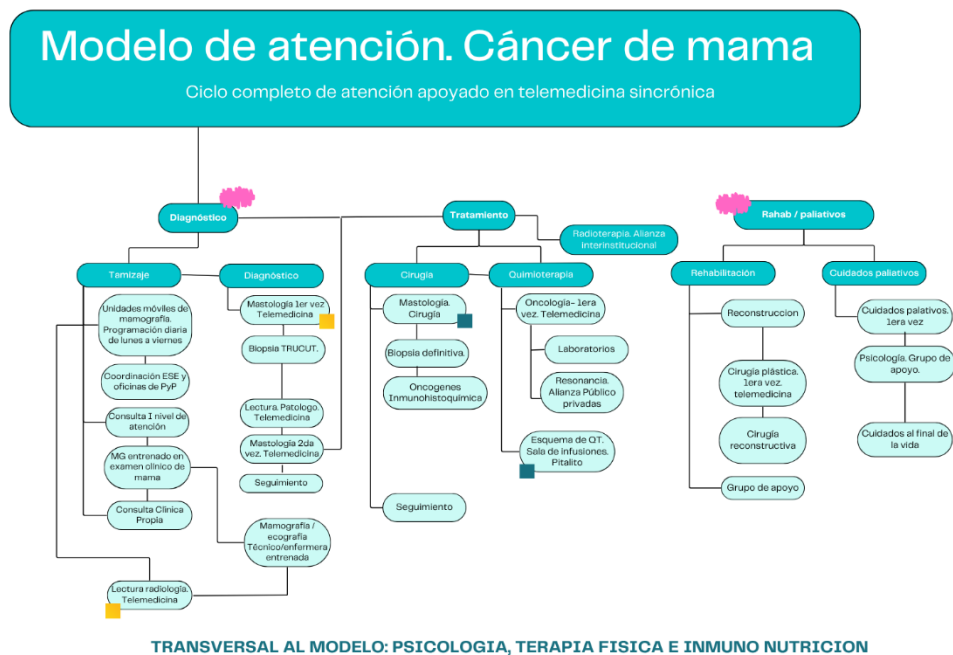 Modelo de atención. Cáncer de mama
Ciclo completo de atención apoyado en telemedicina sincrónica
Diagnóstico
Tratamiento
Rahab / paliativos
Radioterapia. Alianza
Interinstitucional
Tamizaje
Diagnóstico
Cirugía
Quimioterapia
Rehabilitación
Cuidados paliativos
Unidades móviles de
mamografía.
Programación diaria
de lunes a viernes
Coordinación ESE y
oficinas de PyP
Consulta I nivel de
atención
MG entrenado en
examen clínico de
mama
Consulta Clínica
Propia
Lectura radiología.
Telemedicina
Mastología 1er vez
Telemedicina
Biopsia TRUCUT.
Lectura. Patologo.
Telemedicina
Mastología 2da
vez. Telemedicina
Seguimiento
Mamografía /
ecografía
Técnico/enfermera
entrenada
Mastología.
Cirugía
Biopsia definitiva.
Oncogenes
Inmunohistoquímica
Seguimiento
Oncología- 1era
vez. Telemedicina
Laboratorios
Resonancia.
Alianza Público
privadas
Esquema de QT.
Sala de infusiones.
Pitalito
Reconstruccion
Cirugía plástica.
1era vez.
telemedicina
Cirugía
reconstructiva
Grupo de apoyo
Cuidados palativos.
1era vez
Psicología. Grupo de
apoyo.
Cuidados al final de
la vida
TRANSVERSAL AL MODELO: PSICOLOGIA, TERAPIA FISICA E INMUNO NUTRICION